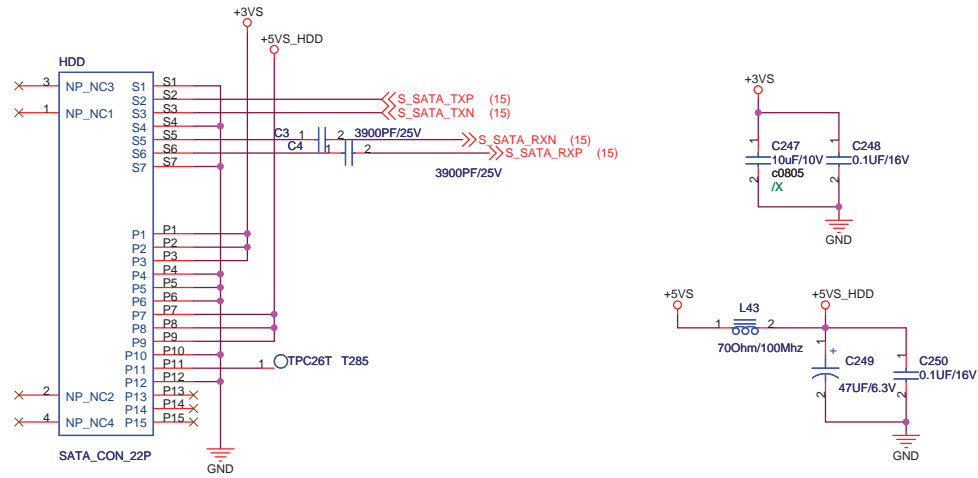 +3VS
+5VS_HDD
HDD
3 NP_NC3 S1 S1
S2 S2 S_SATA_TXP (15)
1 NP_NC1 S3 S3 S_SATA_TXN (15)
S4 S4
S5 S5 C3 1 2 3900PF/25V S_SATA_RXN (15)
S6 S6 C4 1 2 S_SATA_RXP (15)
S7 S7 3900PF/25V
P1 P1
P2 P2
P3 P3
P4 P4
P5 P5
P6 P6
P7 P7
P8 P8
P9 P9
P10 P10
P11 P11 1 TPC26T T285
P12 P12
2 NP_NC2 P13 P13
P14 P14
4 NP_NC4 P15 P15
SATA_CON_22P
GND
+3VS
1 1
C247 C248
10uF/10V 0.1UF/16V
c0805
2 2
/X
GND
+5VS L43 +5VS_HDD
1 2
70Ohm/100Mhz
1 + C249
47UF/6.3V
2
1 C250
0.1UF/16V
2
GND